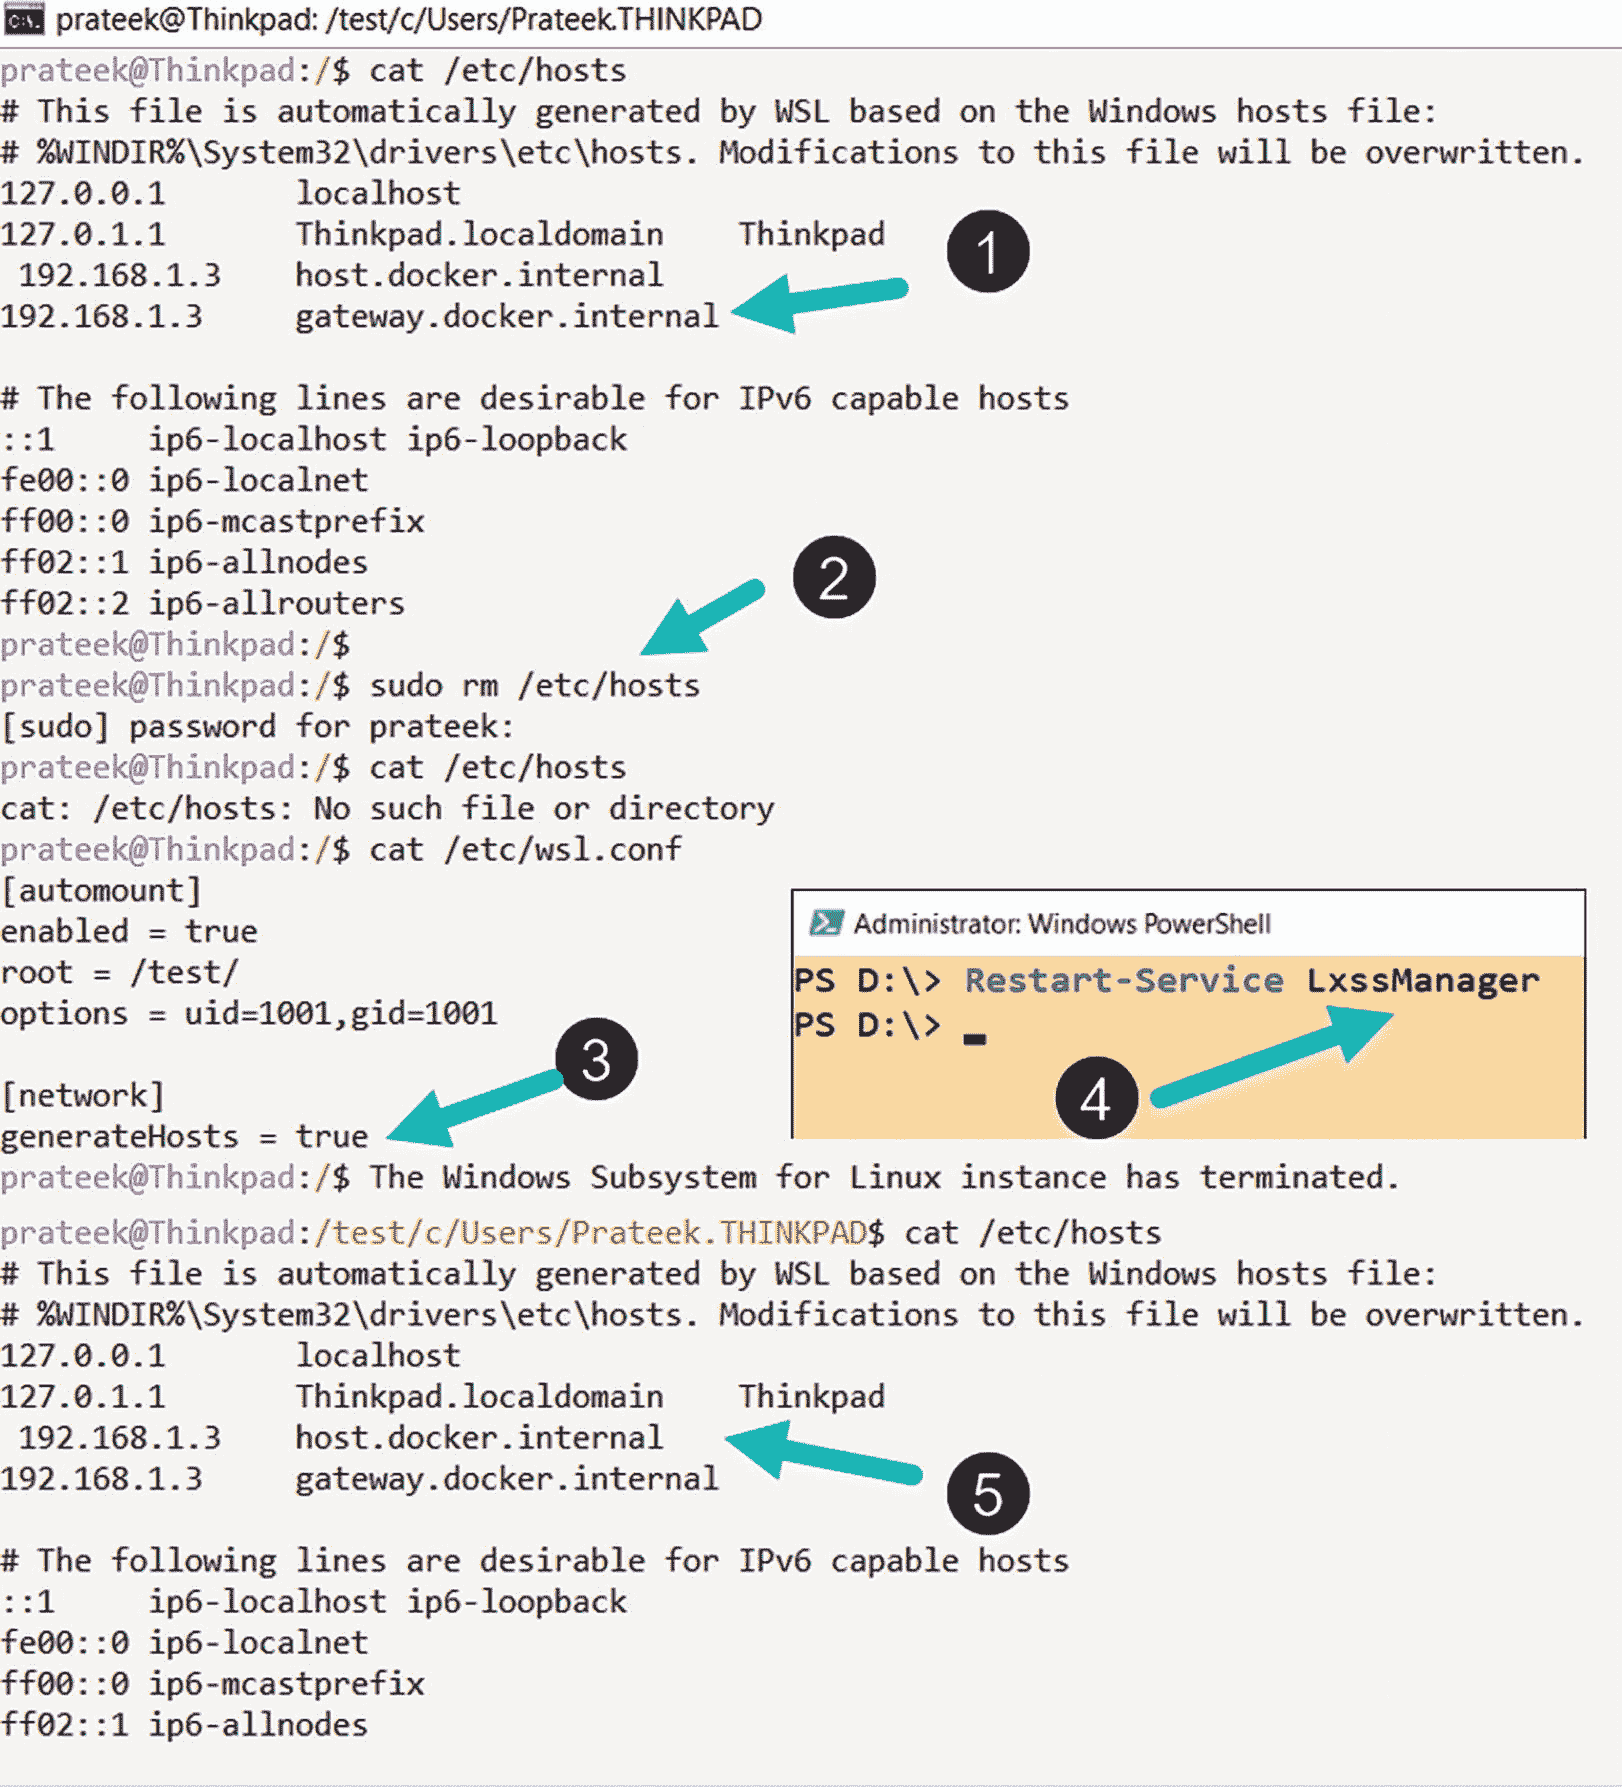 prateek@Thinkpad: /test/c/Users/Prateek.THINKPAD
prateek@Thinkpad:/$ cat /etc/hosts
# This file is automatically generated by WSL based on the Windows hosts file:
# %WINDIR%\System32\drivers\etc\hosts. Modifications to this file will be overwritten.
127.0.0.1       localhost
127.0.1.1       Thinkpad.localdomain    Thinkpad
1
 192.168.1.3    host.docker.internal
192.168.1.3     gateway.docker.internal
# The following lines are desirable for IPv6 capable hosts
::1     ip6-localhost ip6-loopback
fe00::0 ip6-localnet
ff00::0 ip6-mcastprefix
ff02::1 ip6-allnodes
2
ff02::2 ip6-allrouters
prateek@Thinkpad:/$
prateek@Thinkpad:/$ sudo rm /etc/hosts
[sudo] password for prateek:
prateek@Thinkpad:/$ cat /etc/hosts
cat: /etc/hosts: No such file or directory
prateek@Thinkpad:/$ cat /etc/wsl.conf
[automount]
enabled = true
root = /test/
options = uid=1001,gid=1001
3
[network]
generateHosts = true
Administrator: Windows PowerShell
PS D:\> Restart-Service LxssManager
PS D:\>
4
prateek@Thinkpad:/$ The Windows Subsystem for Linux instance has terminated.
prateek@Thinkpad:/test/c/Users/Prateek.THINKPAD$ cat /etc/hosts
# This file is automatically generated by WSL based on the Windows hosts file:
# %WINDIR%\System32\drivers\etc\hosts. Modifications to this file will be overwritten.
127.0.0.1       localhost
127.0.1.1       Thinkpad.localdomain    Thinkpad
 192.168.1.3    host.docker.internal
192.168.1.3     gateway.docker.internal
5
# The following lines are desirable for IPv6 capable hosts
::1     ip6-localhost ip6-loopback
fe00::0 ip6-localnet
ff00::0 ip6-mcastprefix
ff02::1 ip6-allnodes